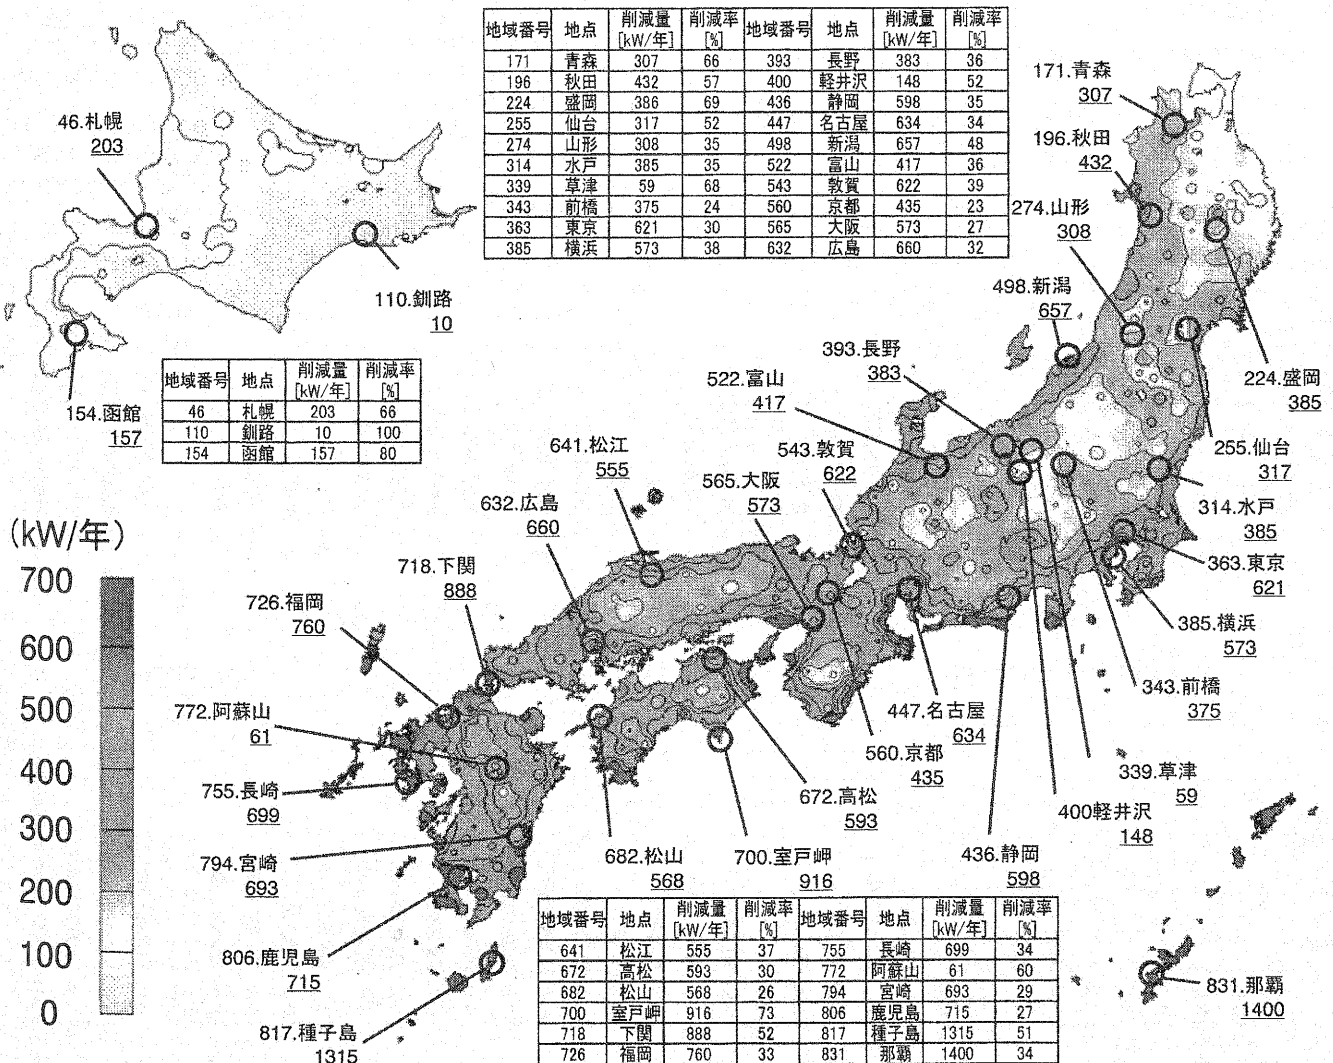 地域番号 地点 削減量[kW/年] 削減率[%] 地域番号 地点 削減量[kW/年] 削減率[%]
171 青森 307 66 393 長野 383 36
196 秋田 432 57 400 軽井沢 148 52
224 盛岡 386 69 436 静岡 598 35
255 仙台 317 52 447 名古屋 634 34
274 山形 308 35 498 新潟 657 48
314 水戸 385 35 522 富山 417 36
339 草津 59 68 543 敦賀 622 39
343 前橋 375 24 560 京都 435 23
363 東京 621 30 565 大阪 573 27
385 横浜 573 38 632 広島 660 32
46.札幌
203
110.釧路
10
154.函館
157
地域番号 地点 削減量[kW/年] 削減率[%]
46 札幌 203 66
110 釧路 10 100
154 函館 157 80
171.青森
307
196.秋田
432
274.山形
308
498.新潟
657
393.長野
383
522.富山
417
224.盛岡
385
255.仙台
317
641.松江
555
543.敦賀
622
565.大阪
573
632.広島
660
314.水戸
385
718.下関
888
363.東京
621
726.福岡
760
385.横浜
573
343.前橋
375
772.阿蘇山
61
447.名古屋
634
560.京都
435
339.草津
59
755.長崎
699
672.高松
593
400軽井沢
148
794.宮崎
693
682.松山
568
700.室戸岬
916
436.静岡
598
806.鹿児島
715
817.種子島
1315
831.那覇
1400
(kW/年)
700
600
500
400
300
200
100
0
地域番号 地点 削減量[kW/年] 削減率[%] 地域番号 地点 削減量[kW/年] 削減率[%]
641 松江 555 37 755 長崎 699 34
672 高松 593 30 772 阿蘇山 61 60
682 松山 568 26 794 宮崎 693 29
700 室戸岬 916 73 806 鹿児島 715 27
718 下関 888 52 817 種子島 1315 51
726 福岡 760 33 831 那覇 1400 34